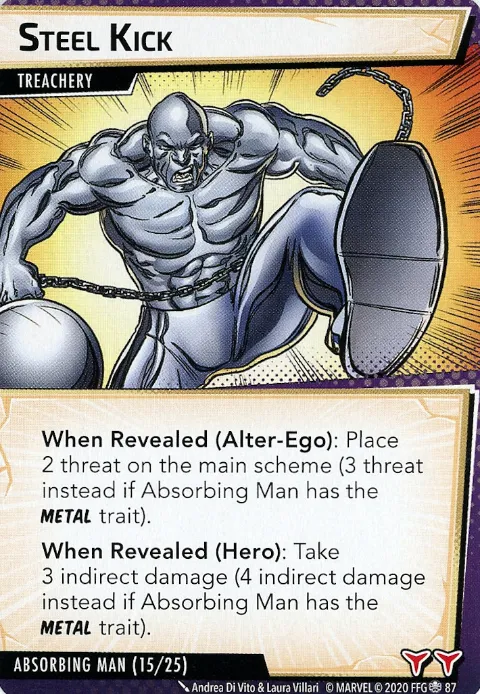 STEEL KICK
TREACHERY
When Revealed (Alter-Ego): Place
2 threat on the main scheme (3 threat
instead if Absorbing Man has the
METAL trait).
When Revealed (Hero): Take
3 indirect damage (4 indirect damage
instead if Absorbing Man has the
METAL trait).
ABSORBING MAN (15/25)
Andrea Di Vito & Laura Villari © MARVEL © 2020 FFG 87